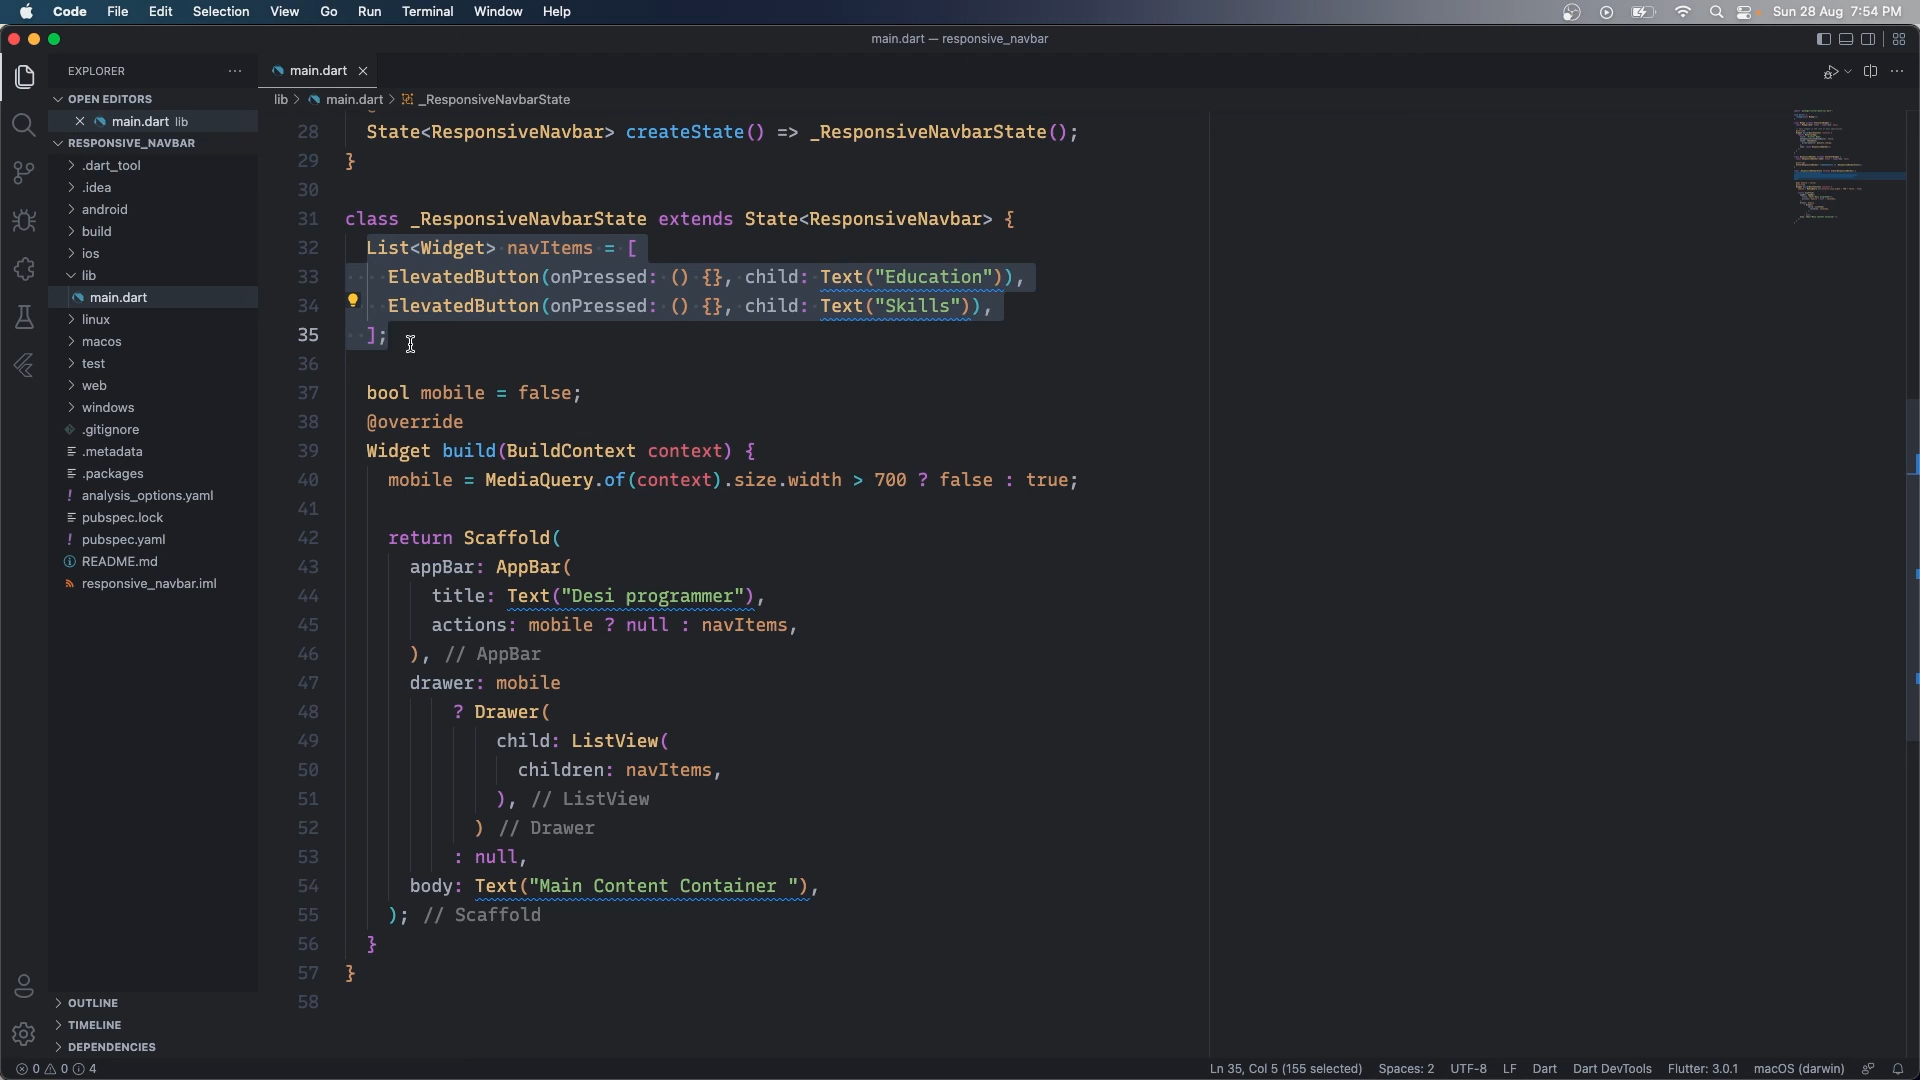 Code File Edit Selection View Go Run Terminal Window Help Sun 28 Aug 7:54 PM
main.dart — responsive_navbar
EXPLORER
main.dart
OPEN EDITORS
main.dart lib
RESPONSIVE_NAVBAR
.dart_tool
.idea
android
build
ios
lib
main.dart
linux
macos
test
web
windows
.gitignore
.metadata
.packages
analysis_options.yaml
pubspec.lock
pubspec.yaml
README.md
responsive_navbar.iml
OUTLINE
TIMELINE
DEPENDENCIES
lib > main.dart > _ResponsiveNavbarState
28 State<ResponsiveNavbar> createState() => _ResponsiveNavbarState();
29 }
30
31 class _ResponsiveNavbarState extends State<ResponsiveNavbar> {
32 List<Widget> navItems = [
33 ElevatedButton(onPressed: () {}, child: Text("Education")),
34 ElevatedButton(onPressed: () {}, child: Text("Skills")),
35 ];
36
37 bool mobile = false;
38 @override
39 Widget build(BuildContext context) {
40 mobile = MediaQuery.of(context).size.width > 700 ? false : true;
41
42 return Scaffold(
43 appBar: AppBar(
44 title: Text("Desi programmer"),
45 actions: mobile ? null : navItems,
46 ), // AppBar
47 drawer: mobile
48 ? Drawer(
49 child: ListView(
50 children: navItems,
51 ), // ListView
52 ) // Drawer
53 : null,
54 body: Text("Main Content Container "),
55 ); // Scaffold
56 }
57 }
58
0 0 4 Ln 35, Col 5 (155 selected) Spaces: 2 UTF-8 LF Dart Dart DevTools Flutter: 3.0.1 macOS (darwin)